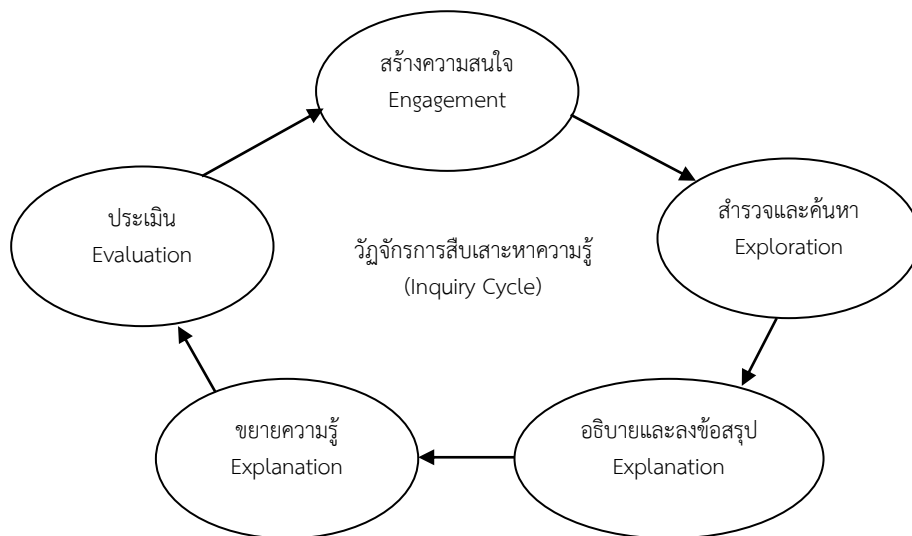 สร้างความสนใจ
Engagement
สำรวจและค้นหา
Exploration
อธิบายและลงข้อสรุป
Explanation
ขยายความรู้
Explanation
ประเมิน
Evaluation
วัฏจักรการสืบเสาะหาความรู้
(Inquiry Cycle)